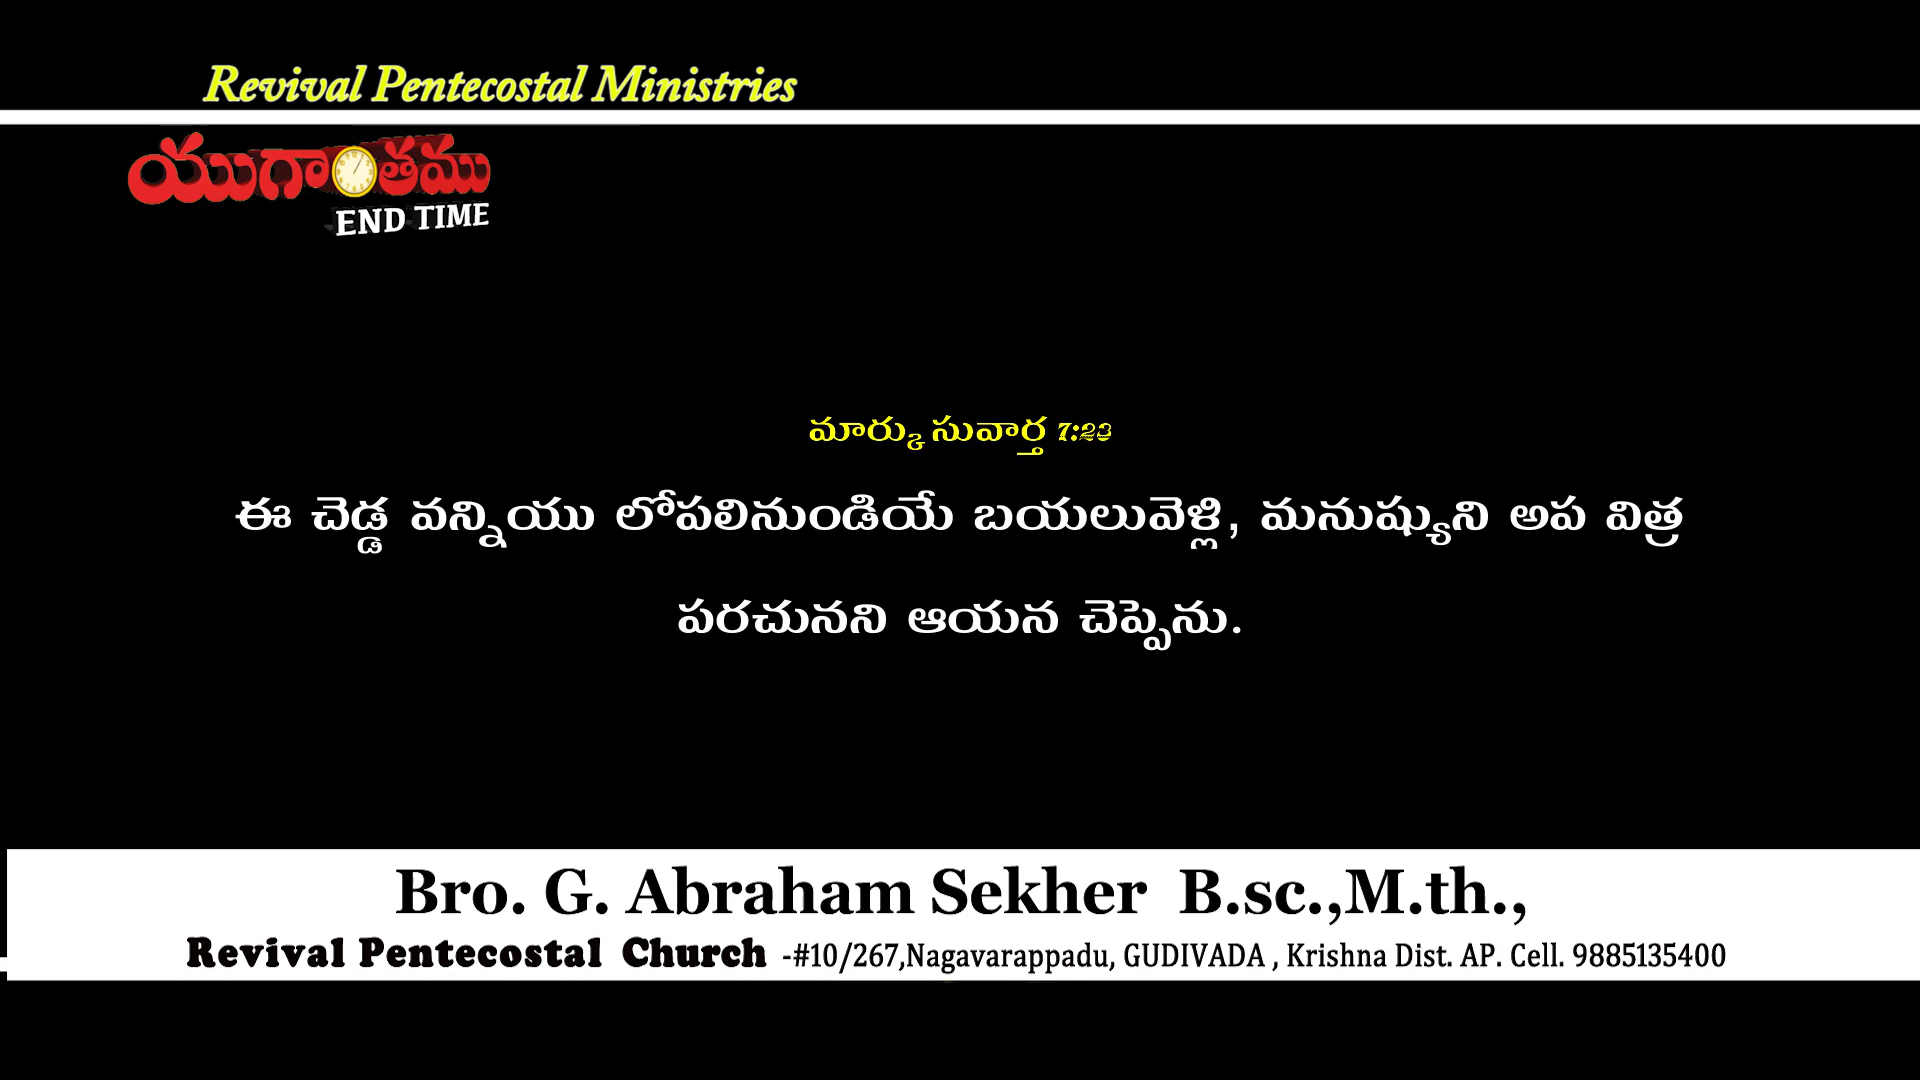 Revival Pentecostal Ministries
యుగాంతము
END TIME
మార్కు సువార్త 7:23
ఈ చెడ్డ వన్నియు లోపలినుండియే బయలువెళ్లి, మనుష్యుని అప విత్ర
పరచునని ఆయన చెప్పెను.
Bro. G. Abraham Sekher B.sc.,M.th.,
Revival Pentecostal Church -#10/267,Nagavarappadu, GUDIVADA , Krishna Dist. AP. Cell. 9885135400